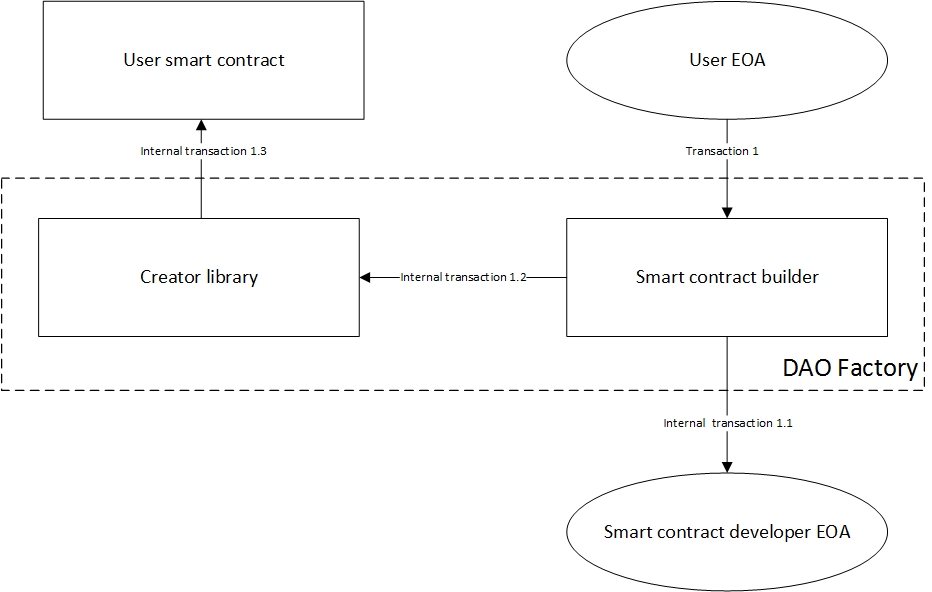 User smart contract
User EOA
Internal transaction 1.3
Transaction 1
Creator library
Internal transaction 1.2
Smart contract builder
DAO Factory
Internal transaction 1.1
Smart contract developer EOA